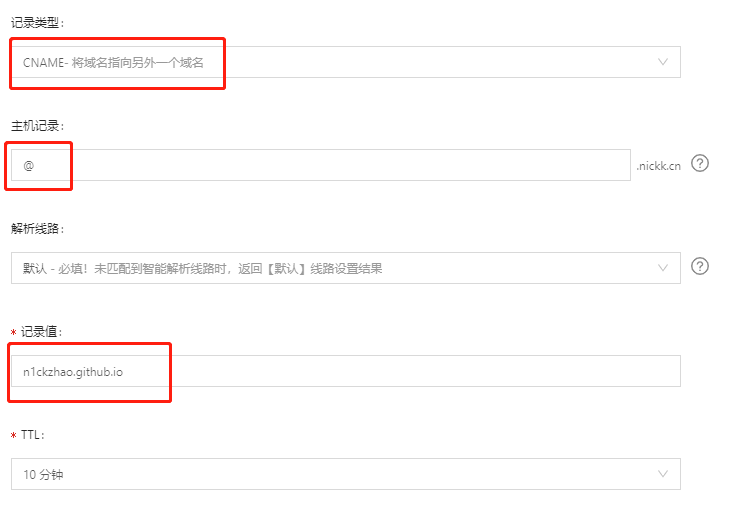 记录类型：
CNAME- 将域名指向另外一个域名
主机记录：
@
.nickk.cn ?
解析线路：
默认 - 必填！未匹配到智能解析线路时，返回【默认】线路设置结果 ?
* 记录值：
n1ckzhao.github.io
* TTL：
10 分钟